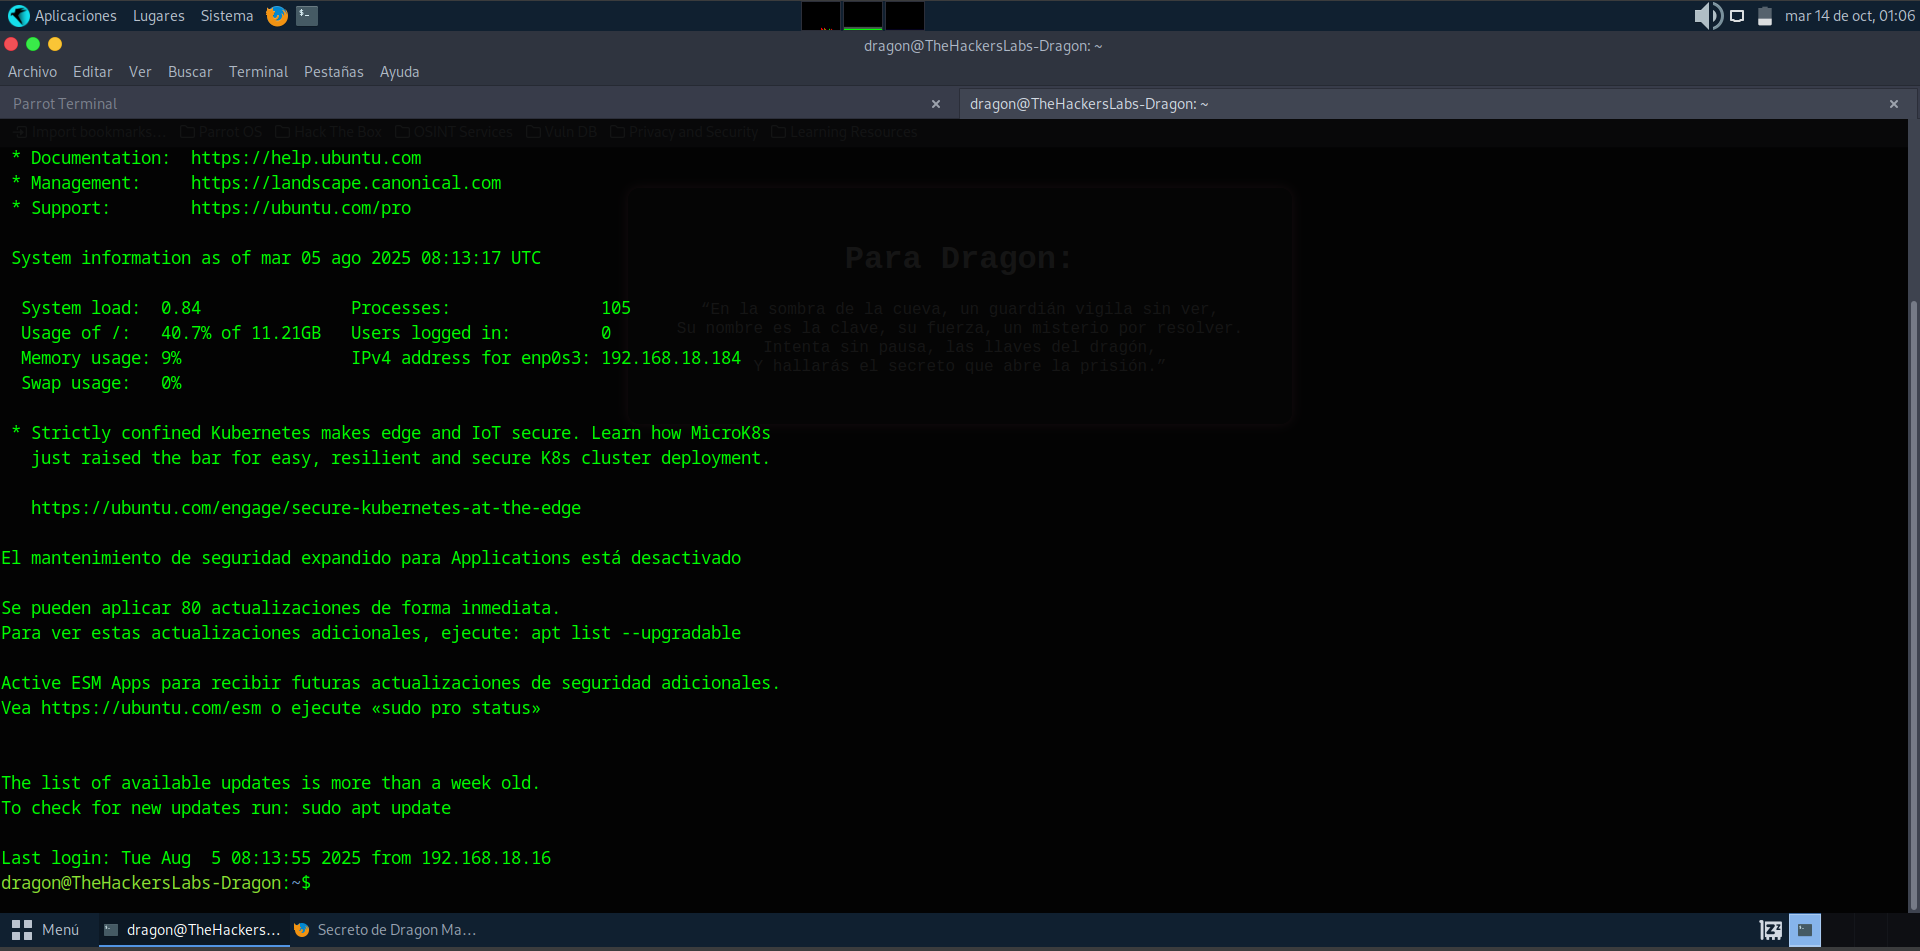 Aplicaciones Lugares Sistema mar 14 de oct, 01:06
dragon@TheHackersLabs-Dragon: ~
Archivo Editar Ver Buscar Terminal Pestañas Ayuda
Parrot Terminal × dragon@TheHackersLabs-Dragon: ~ ×
Import bookmarks... Parrot OS Hack The Box OSINT Services Vuln DB Privacy and Security Learning Resources
* Documentation: https://help.ubuntu.com
* Management: https://landscape.canonical.com
* Support: https://ubuntu.com/pro
System information as of mar 05 ago 2025 08:13:17 UTC
System load: 0.84 Processes: 105
Usage of /: 40.7% of 11.21GB Users logged in: 0
Memory usage: 9% IPv4 address for enp0s3: 192.168.18.184
Swap usage: 0%
Para Dragon:
“En la sombra de la cueva, un guardián vigila sin ver,
Su nombre es la clave, su fuerza, un misterio por resolver.
Intenta sin pausa, las llaves del dragón,
Y hallarás el secreto que abre la prisión.”
* Strictly confined Kubernetes makes edge and IoT secure. Learn how MicroK8s
just raised the bar for easy, resilient and secure K8s cluster deployment.
https://ubuntu.com/engage/secure-kubernetes-at-the-edge
El mantenimiento de seguridad expandido para Applications está desactivado
Se pueden aplicar 80 actualizaciones de forma inmediata.
Para ver estas actualizaciones adicionales, ejecute: apt list --upgradable
Active ESM Apps para recibir futuras actualizaciones de seguridad adicionales.
Vea https://ubuntu.com/esm o ejecute «sudo pro status»
The list of available updates is more than a week old.
To check for new updates run: sudo apt update
Last login: Tue Aug  5 08:13:55 2025 from 192.168.18.16
dragon@TheHackersLabs-Dragon:~$
Menú dragon@TheHackers... Secreto de Dragon Ma...